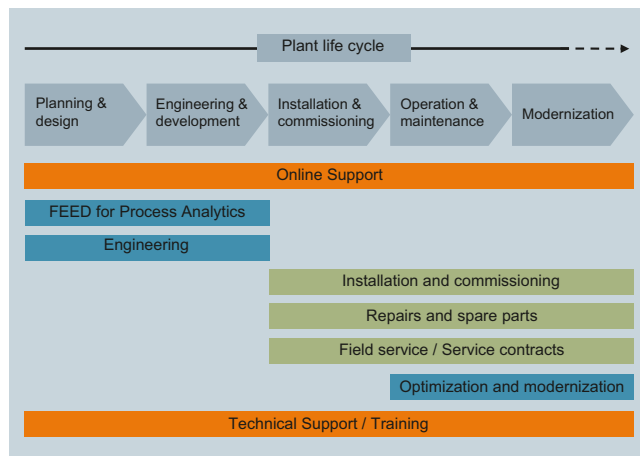 Plant life cycle
Planning &
design
Engineering &
development
Installation &
commissioning
Operation &
maintenance
Modernization
Online Support
FEED for Process Analytics
Engineering
Installation and commissioning
Repairs and spare parts
Field service / Service contracts
Optimization and modernization
Technical Support / Training